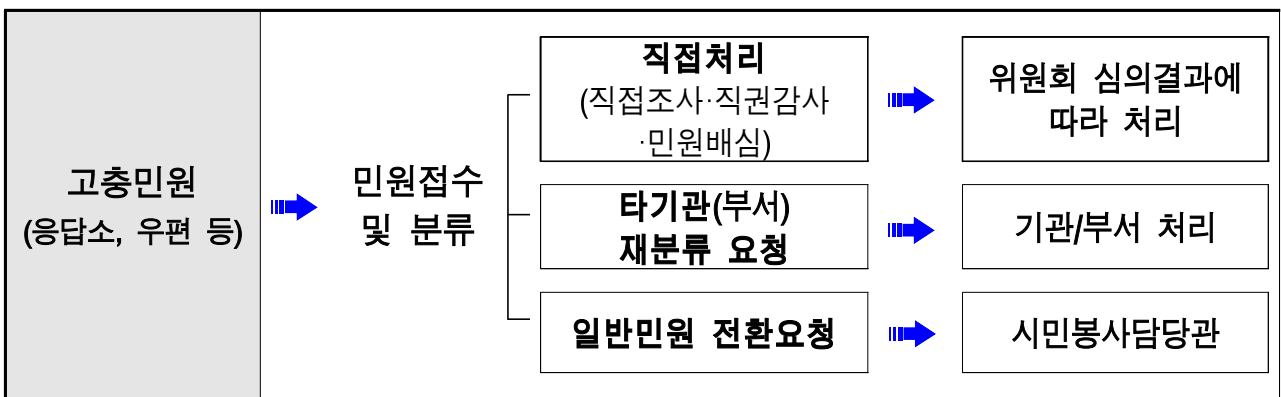 고충민원
(응답소, 우편 등)
민원접수
및 분류
직접처리
(직접조사·직권감사
·민원배심)
위원회 심의결과에
따라 처리
타기관(부서)
재분류 요청
기관/부서 처리
일반민원 전환요청
시민봉사담당관